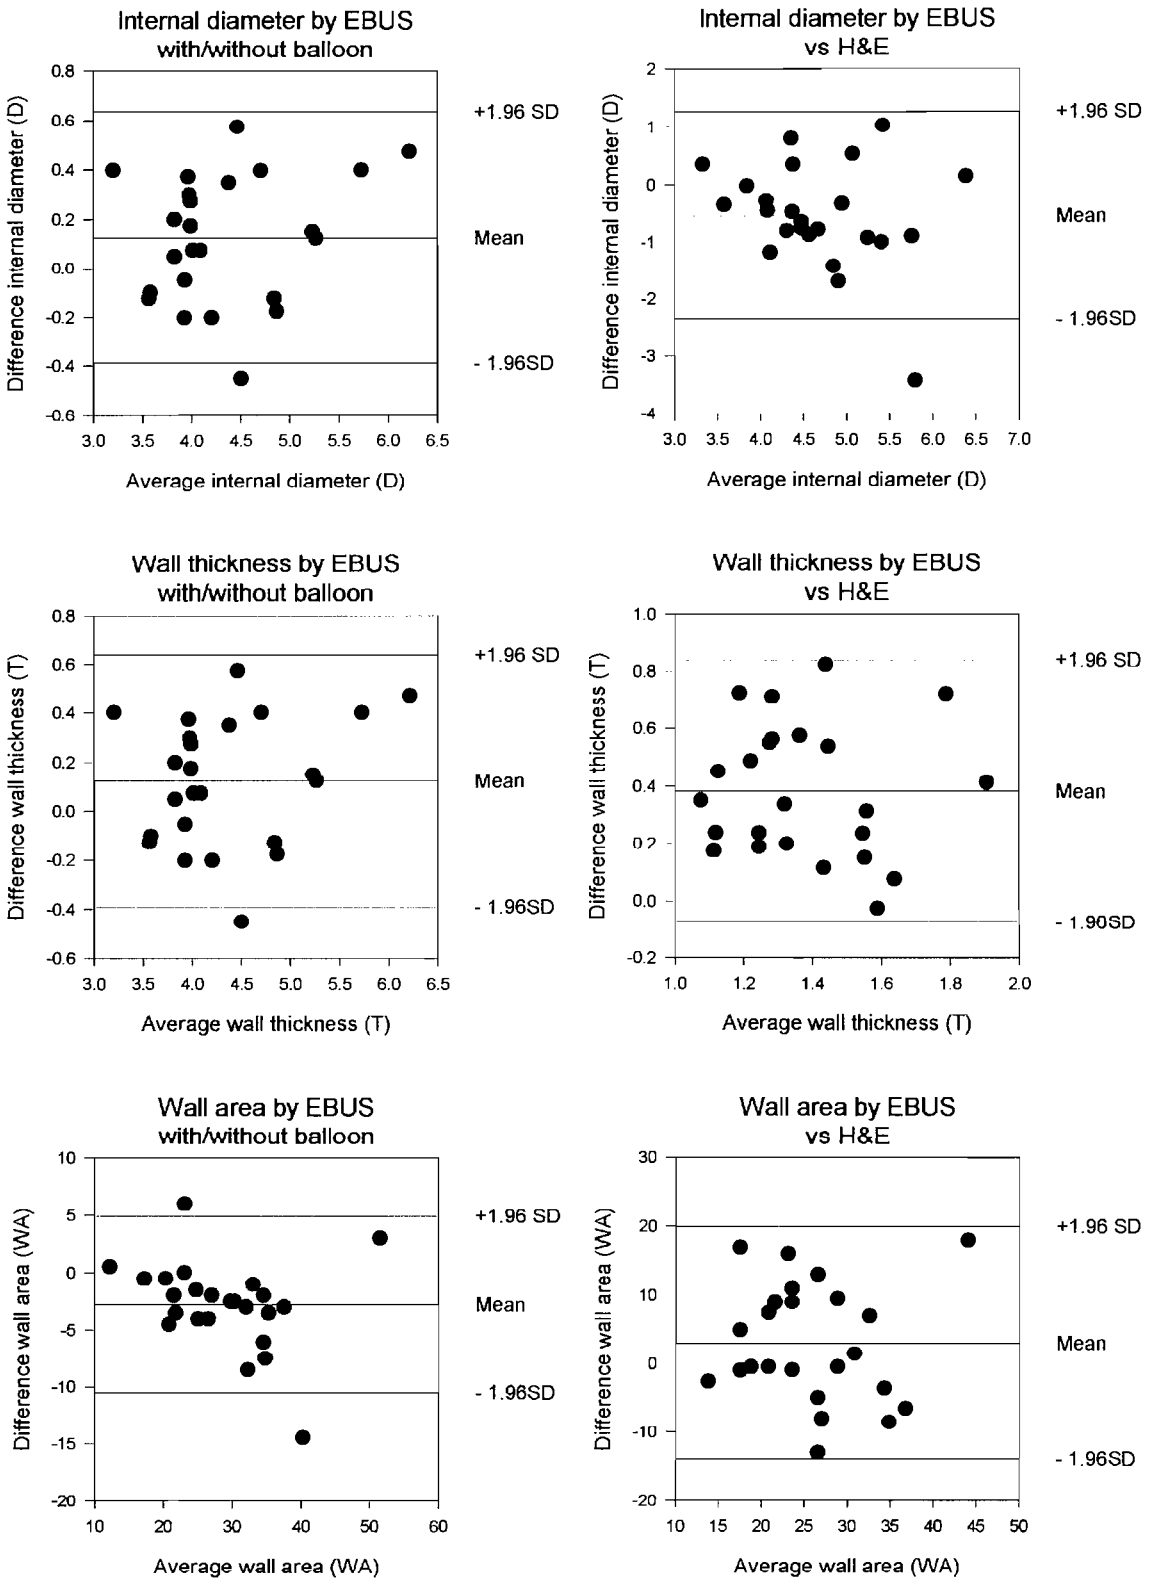 Internal diameter by EBUS
with/without balloon
0.8
0.6
0.4
0.2
0.0
-0.2
-0.4
-0.6
Difference internal diameter (D)
+1.96 SD
Mean
- 1.96SD
3.0 3.5 4.0 4.5 5.0 5.5 6.0 6.5
Average internal diameter (D)
Internal diameter by EBUS
vs H&E
2
1
0
-1
-2
-3
-4
Difference internal diameter (D)
+1.96 SD
Mean
- 1.96SD
3.0 3.5 4.0 4.5 5.0 5.5 6.0 6.5 7.0
Average internal diameter (D)
Wall thickness by EBUS
with/without balloon
0.8
0.6
0.4
0.2
0.0
-0.2
-0.4
-0.6
Difference wall thickness (T)
+1.96 SD
Mean
- 1.96SD
3.0 3.5 4.0 4.5 5.0 5.5 6.0 6.5
Average wall thickness (T)
Wall thickness by EBUS
vs H&E
1.0
0.8
0.6
0.4
0.2
0.0
-0.2
Difference wall thickness (T)
+1.96 SD
Mean
- 1.90SD
1.0 1.2 1.4 1.6 1.8 2.0
Average wall thickness (T)
Wall area by EBUS
with/without balloon
10
5
0
-5
-10
-15
-20
Difference wall area (WA)
+1.96 SD
Mean
- 1.96SD
10 20 30 40 50 60
Average wall area (WA)
Wall area by EBUS
vs H&E
30
20
10
0
-10
-20
Difference wall area (WA)
+1.96 SD
Mean
- 1.96SD
10 15 20 25 30 35 40 45 50
Average wall area (WA)